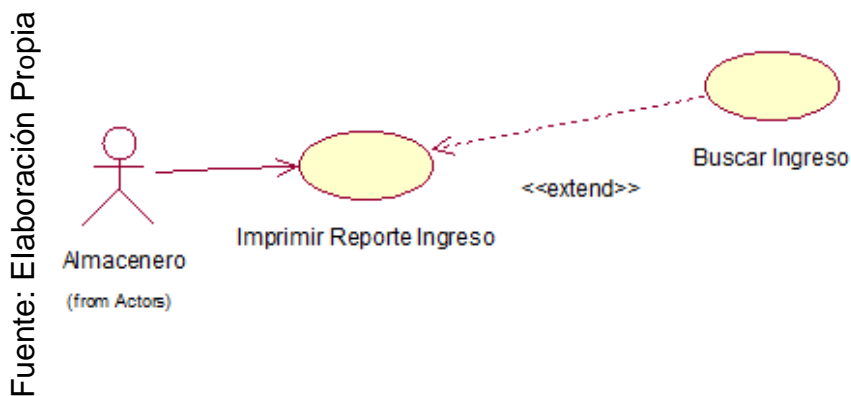 Fuente: Elaboración Propia
Buscar Ingreso
<<extend>>
Imprimir Reporte Ingreso
Almacenero
(from Actors)